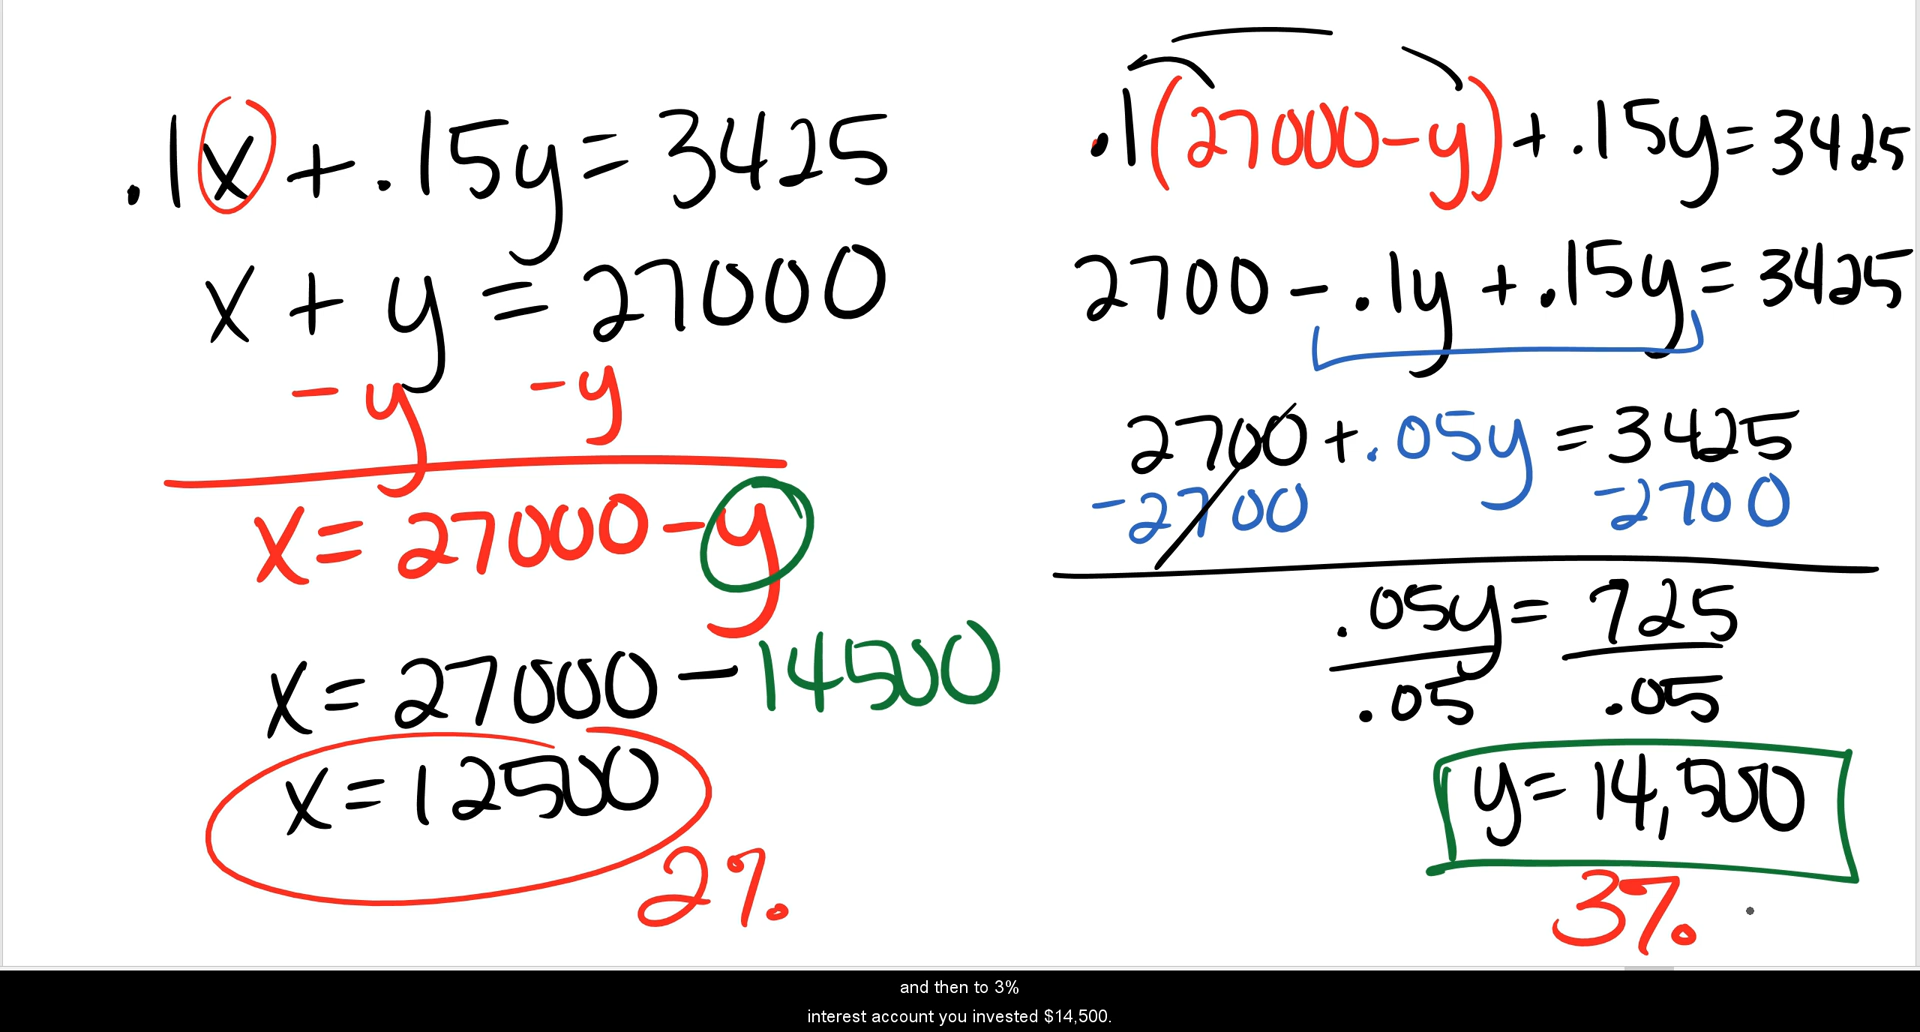 .1x + .15y = 3425
x + y = 27000
-y -y
x = 27000 - y
x = 27000 - 14500
x = 12500
2%
.1(27000 - y) + .15y = 3425
2700 - .1y + .15y = 3425
2700 + .05y = 3425
-2700 -2700
.05y = 725
.05 .05
y = 14,500
3%
and then to 3%
interest account you invested $14,500.